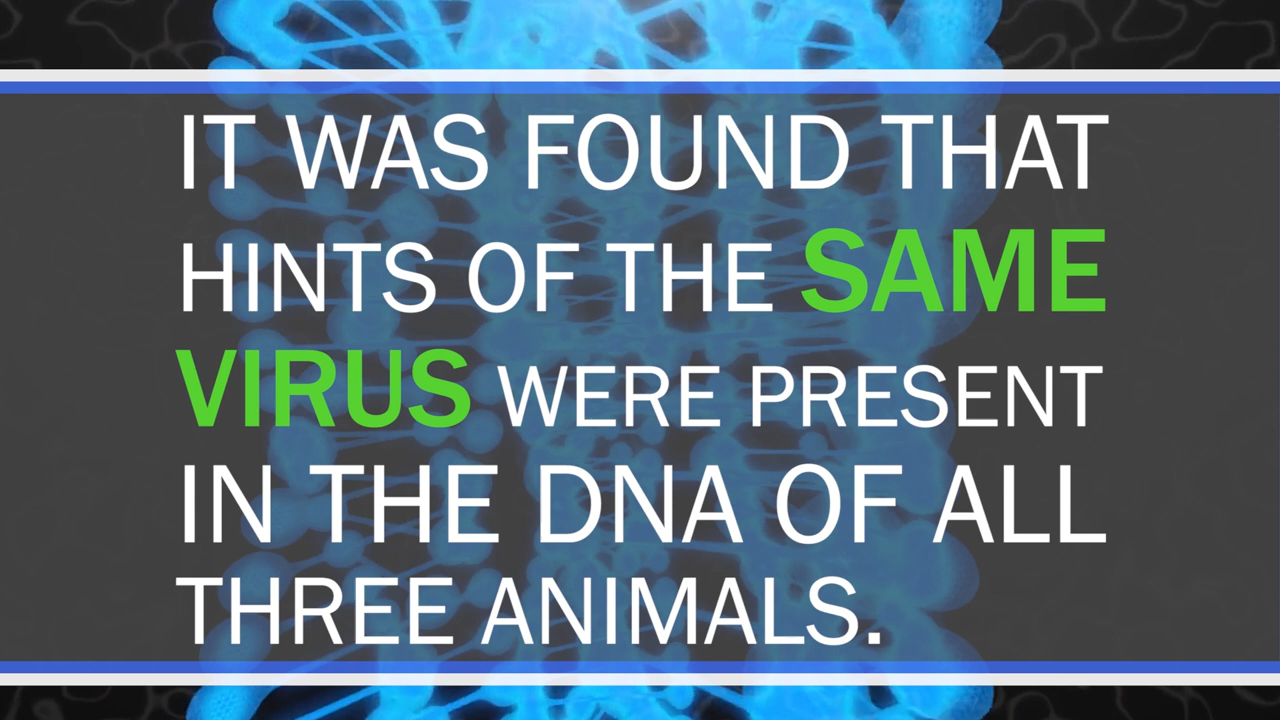 IT WAS FOUND THAT
HINTS OF THE SAME
VIRUS WERE PRESENT
IN THE DNA OF ALL
THREE ANIMALS.